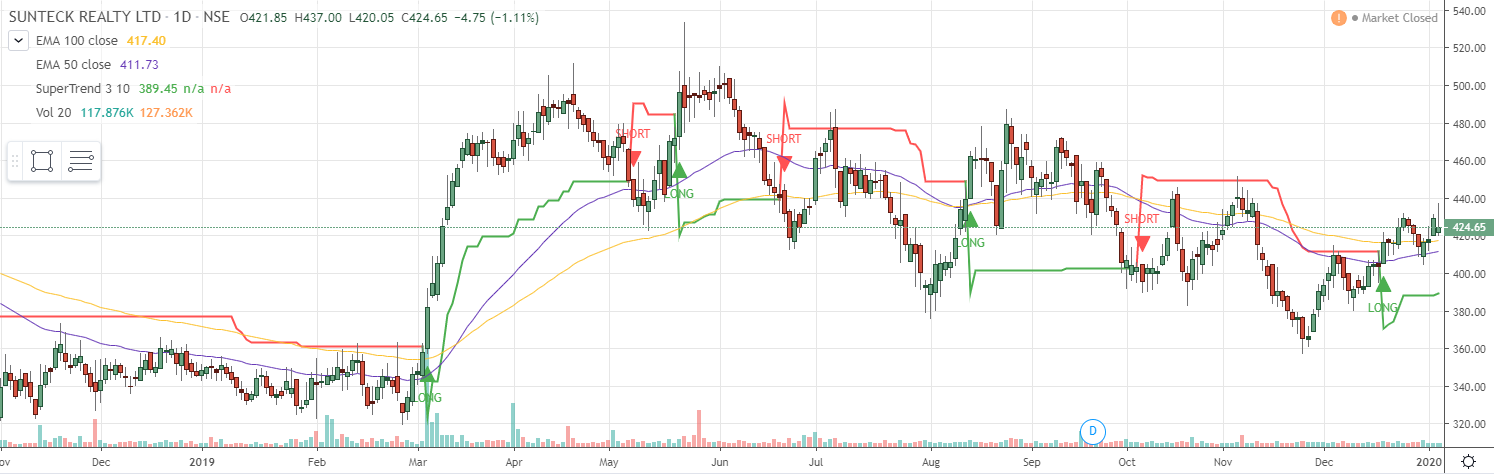 SUNTECK REALTY LTD · 1D · NSE O421.85 H437.00 L420.05 C424.65 −4.75 (−1.11%)
! Market Closed
EMA 100 close 417.40
EMA 50 close 411.73
SuperTrend 3 10 389.45 n/a n/a
Vol 20 117.876K 127.362K
540.00
520.00
500.00
480.00
460.00
440.00
424.65
420.00
400.00
380.00
360.00
340.00
320.00
LONG
SHORT
LONG
SHORT
LONG
SHORT
LONG
D
ov Dec 2019 Feb Mar Apr May Jun Jul Aug Sep Oct Nov Dec 2020